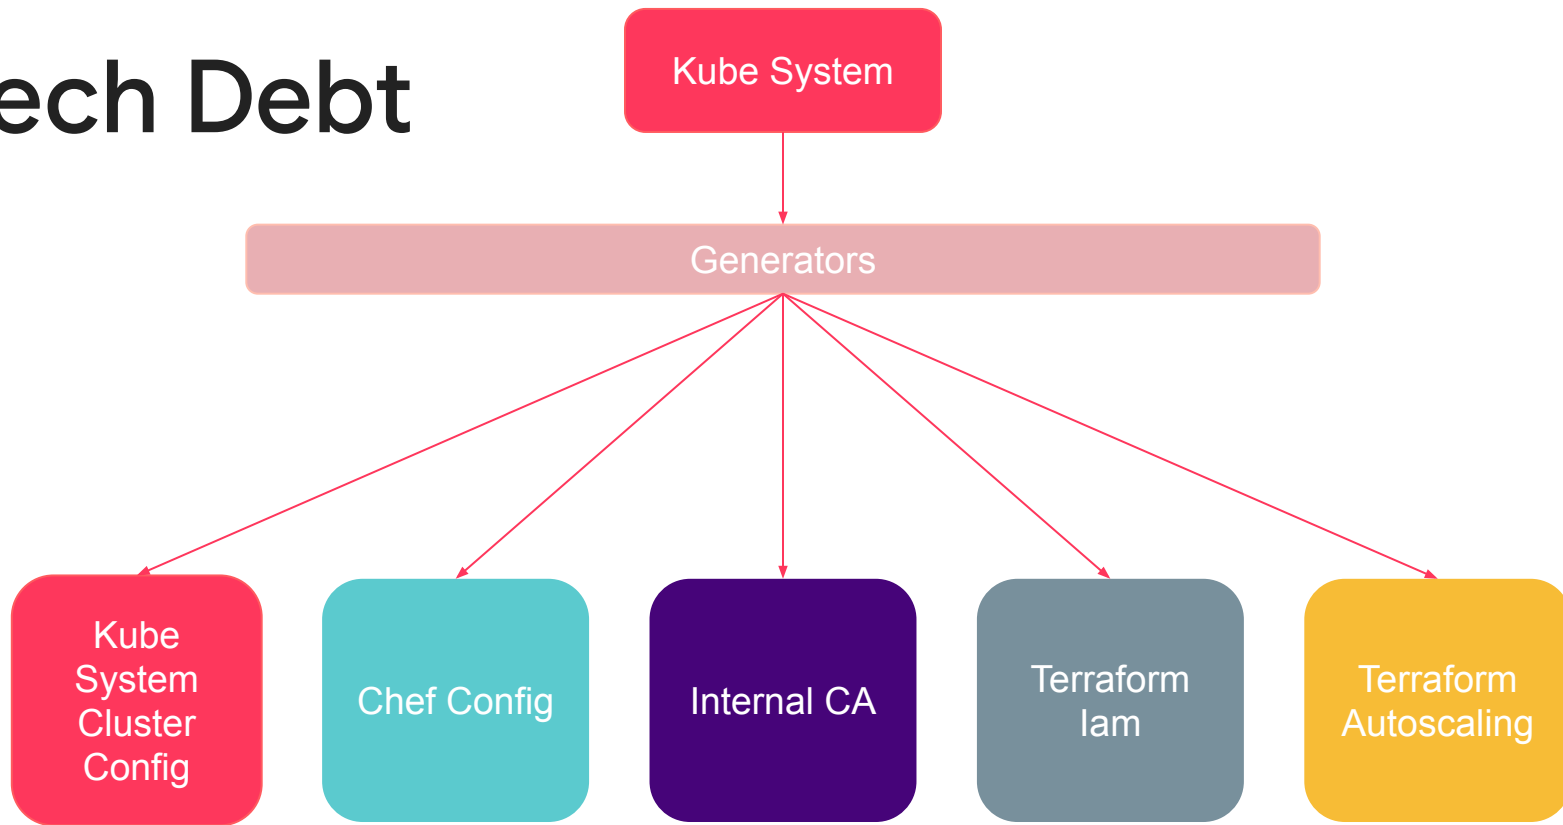 ech Debt
Kube System
Generators
Kube
System
Cluster
Config
Chef Config
Internal CA
Terraform
Iam
Terraform
Autoscaling